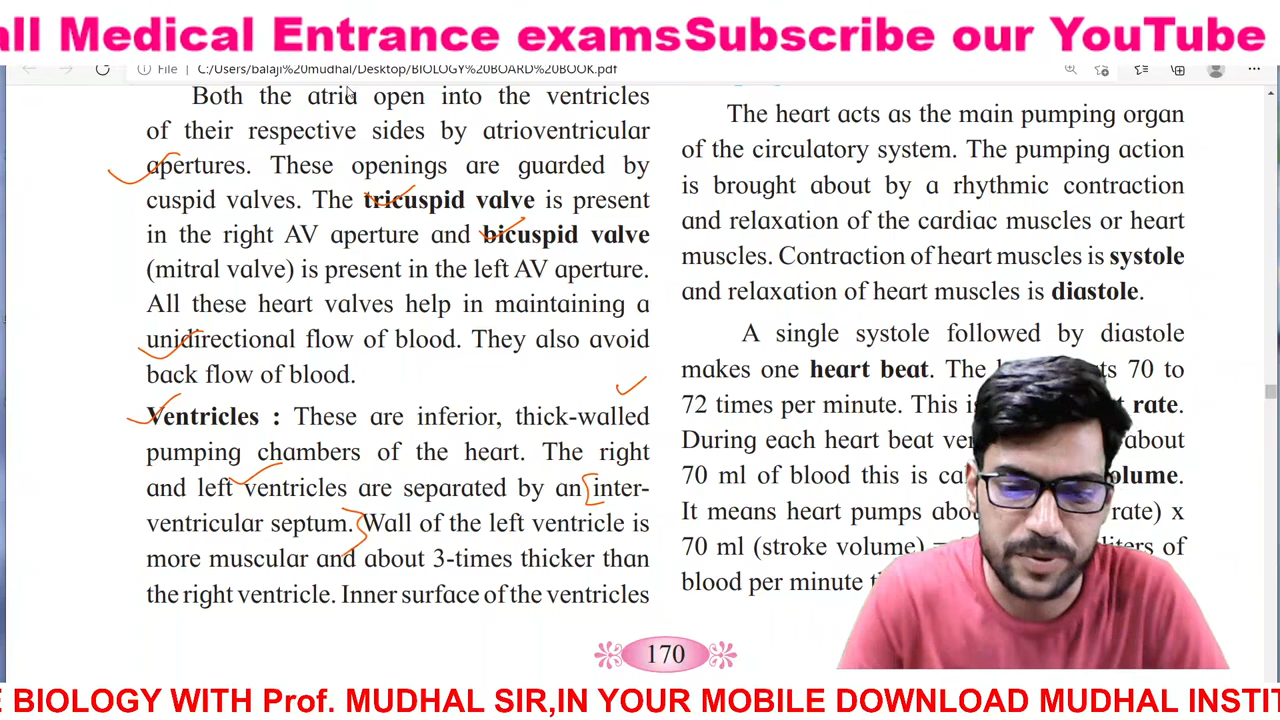 all Medical Entrance examsSubscribe our YouTube
File
C:/Users/balaji%20mudhal/Desktop/BIOLOGY%20BOARD%20BOOK.pdf
Both the atria open into the ventricles
of their respective sides by atrioventricular
apertures. These openings are guarded by
cuspid valves. The tricuspid valve is present
in the right AV aperture and bicuspid valve
(mitral valve) is present in the left AV aperture.
All these heart valves help in maintaining a
unidirectional flow of blood. They also avoid
back flow of blood.
Ventricles : These are inferior, thick-walled
pumping chambers of the heart. The right
and left ventricles are separated by an inter-
ventricular septum. Wall of the left ventricle is
more muscular and about 3-times thicker than
the right ventricle. Inner surface of the ventricles
The heart acts as the main pumping organ
of the circulatory system. The pumping action
is brought about by a rhythmic contraction
and relaxation of the cardiac muscles or heart
muscles. Contraction of heart muscles is systole
and relaxation of heart muscles is diastole.
A single systole followed by diastole
makes one heart beat. The 70 to
72 times per minute. This rate.
During each heart beat about
70 ml of blood this is
It means heart pumps rate) x
70 ml (stroke volume) = liters of
blood per minute
170
E BIOLOGY WITH Prof. MUDHAL SIR,IN YOUR MOBILE DOWNLOAD MUDHAL INSTI